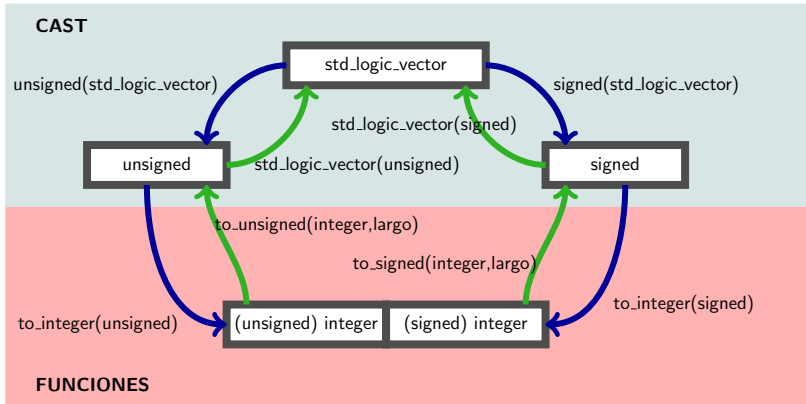 CAST
std_logic_vector
unsigned(std_logic_vector)
signed(std_logic_vector)
std_logic_vector(signed)
unsigned
std_logic_vector(unsigned)
signed
to_unsigned(integer,largo)
to_signed(integer,largo)
to_integer(signed)
to_integer(unsigned)
(unsigned) integer
(signed) integer
FUNCIONES